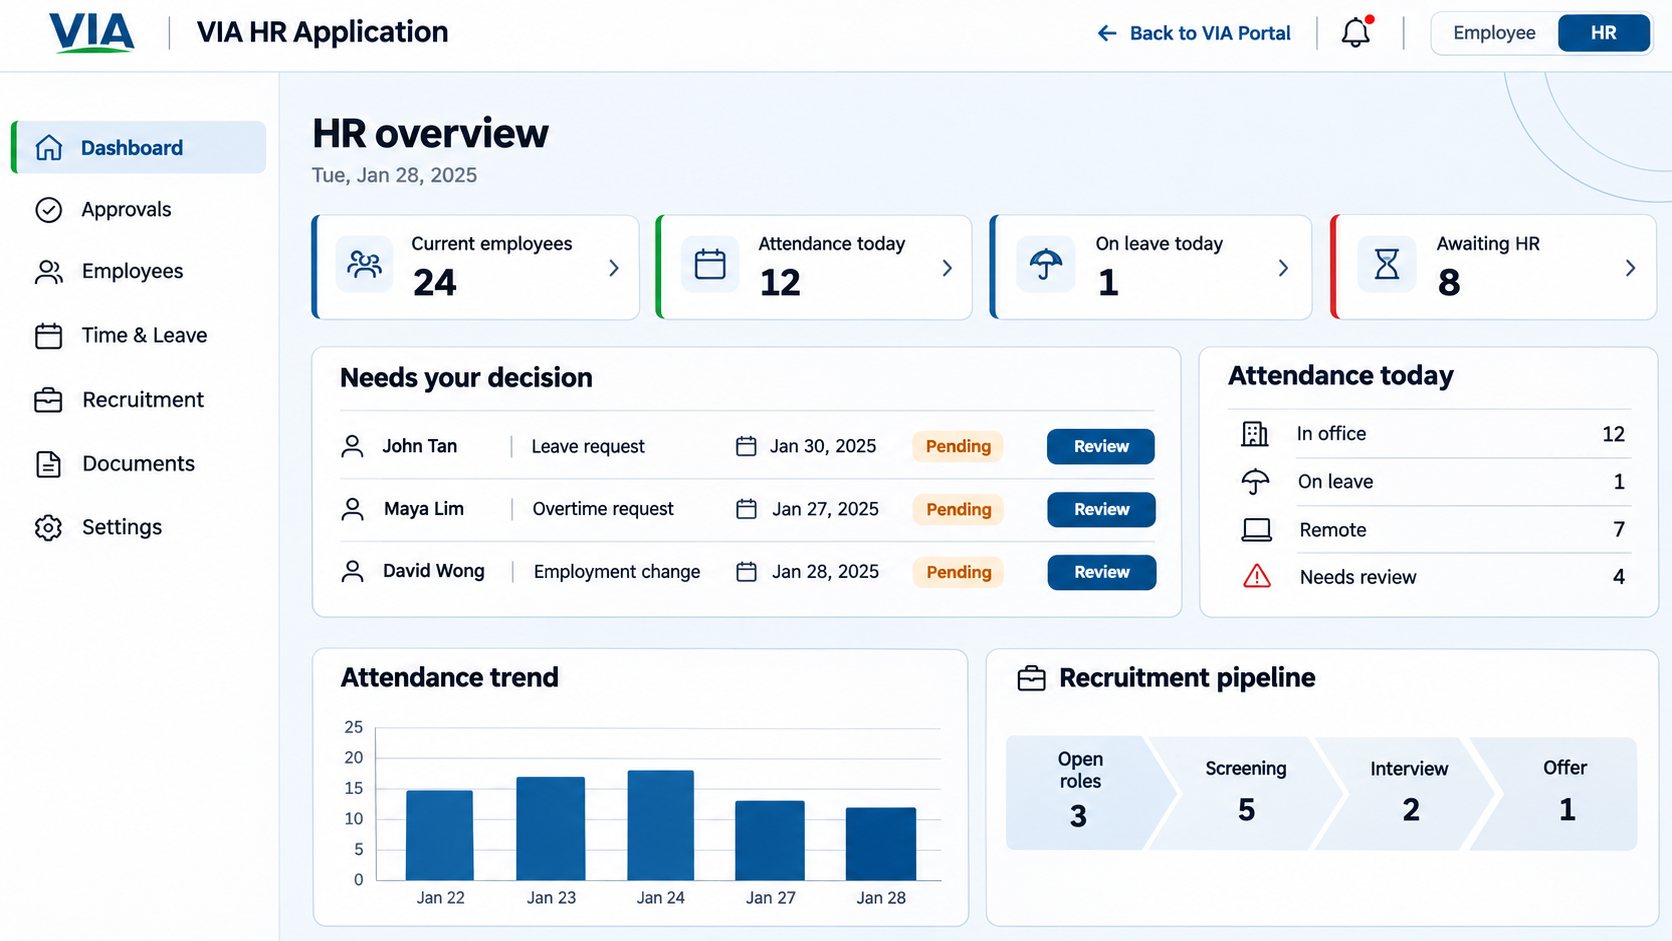 VIA
VIA HR Application
Back to VIA Portal
Employee
HR
Dashboard
Approvals
Employees
Time & Leave
Recruitment
Documents
Settings
HR overview
Tue, Jan 28, 2025
Current employees
24
Attendance today
12
On leave today
1
Awaiting HR
8
Needs your decision
John Tan Leave request Jan 30, 2025 Pending Review
Maya Lim Overtime request Jan 27, 2025 Pending Review
David Wong Employment change Jan 28, 2025 Pending Review
Attendance today
In office 12
On leave 1
Remote 7
Needs review 4
Attendance trend
25
20
15
10
5
0
Jan 22 Jan 23 Jan 24 Jan 27 Jan 28
Recruitment pipeline
Open
roles
3
Screening
5
Interview
2
Offer
1